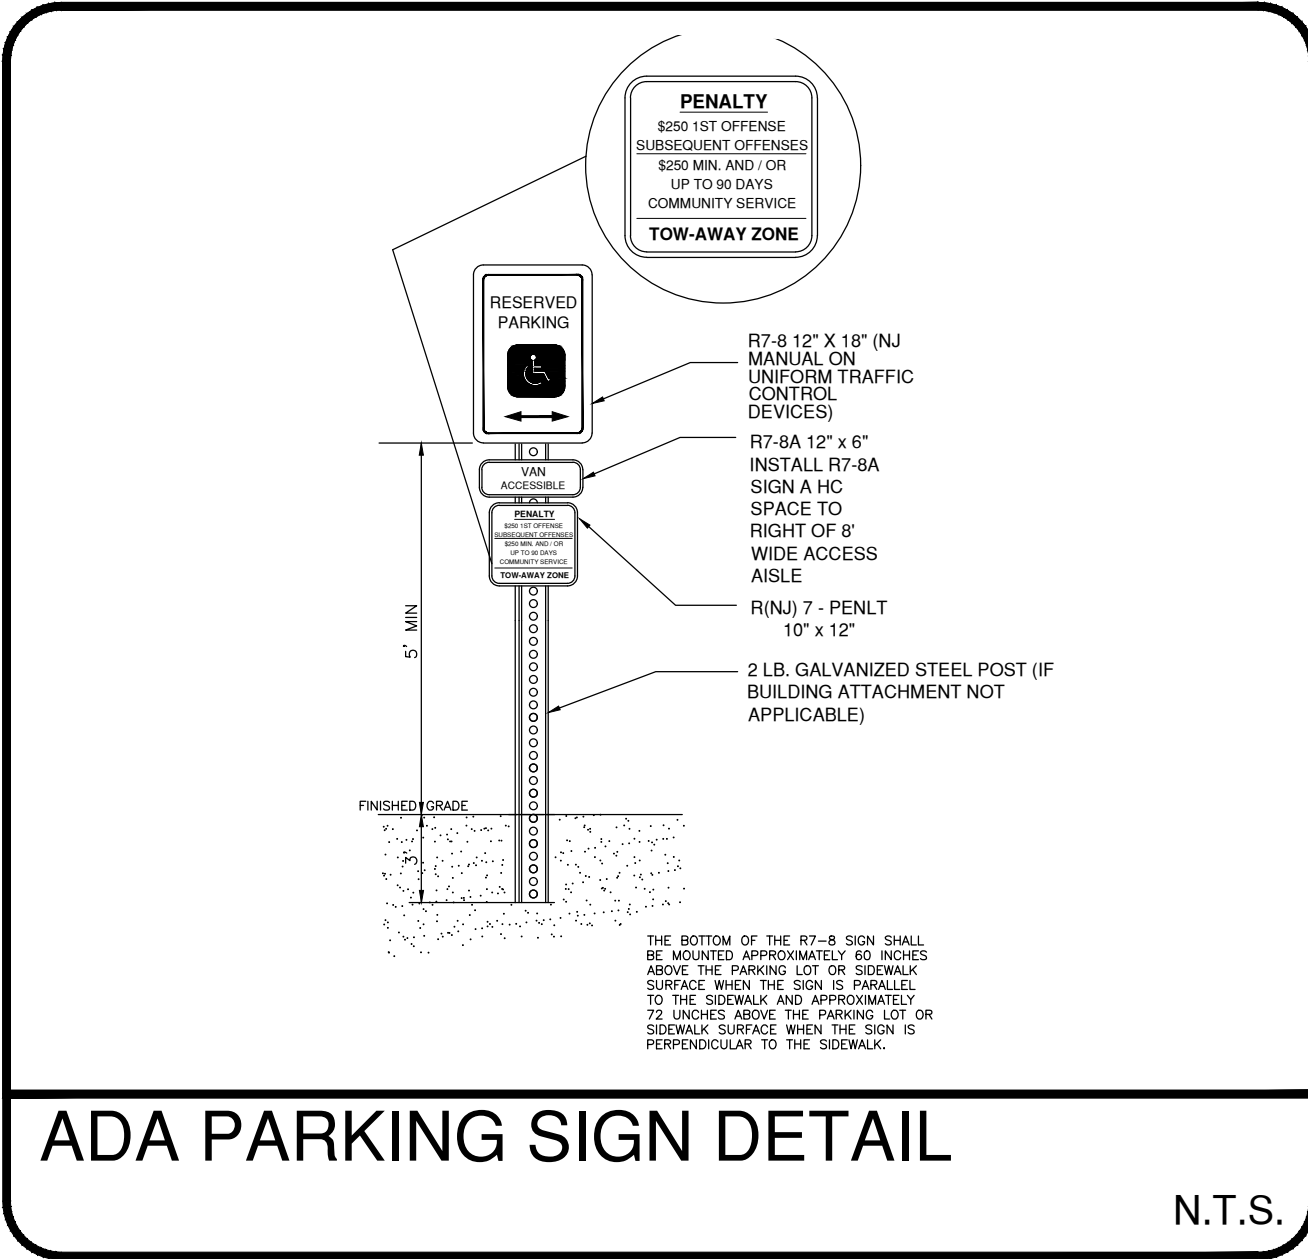 PENALTY
$250 1ST OFFENSE
SUBSEQUENT OFFENSES
$250 MIN. AND / OR
UP TO 90 DAYS
COMMUNITY SERVICE
TOW-AWAY ZONE
RESERVED
PARKING
R7-8 12" X 18" (NJ
MANUAL ON
UNIFORM TRAFFIC
CONTROL
DEVICES)
VAN
ACCESSIBLE
R7-8A 12" x 6"
INSTALL R7-8A
SIGN A HC
SPACE TO
RIGHT OF 8'
WIDE ACCESS
AISLE
PENALTY
$250 1ST OFFENSE
SUBSEQUENT OFFENSES
$250 MIN. AND / OR
UP TO 90 DAYS
COMMUNITY SERVICE
TOW-AWAY ZONE
R(NJ) 7 - PENLT
10" x 12"
5' MIN
2 LB. GALVANIZED STEEL POST (IF
BUILDING ATTACHMENT NOT
APPLICABLE)
FINISHED GRADE
3'
THE BOTTOM OF THE R7-8 SIGN SHALL
BE MOUNTED APPROXIMATELY 60 INCHES
ABOVE THE PARKING LOT OR SIDEWALK
SURFACE WHEN THE SIGN IS PARALLEL
TO THE SIDEWALK AND APPROXIMATELY
72 UNCHES ABOVE THE PARKING LOT OR
SIDEWALK SURFACE WHEN THE SIGN IS
PERPENDICULAR TO THE SIDEWALK.
ADA PARKING SIGN DETAIL
N.T.S.